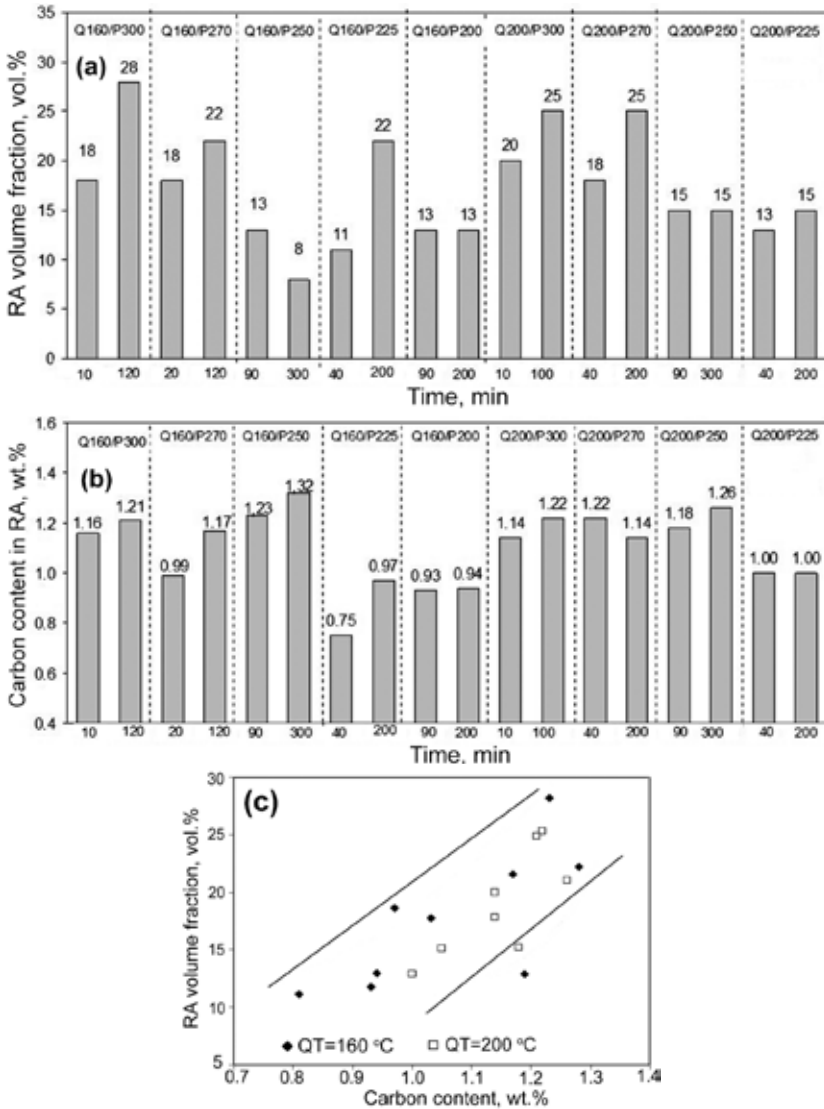 Q160/P300 Q160/P270 Q160/P250 Q160/P225 Q160/P200 Q200/P300 Q200/P270 Q200/P250 Q200/P225
(a)
RA volume fraction, vol.%
35
30
25
20
15
10
5
0
18 28 18 22 13 8 11 22 13 13 20 25 18 25 15 15 13 15
10 120 20 120 90 300 40 200 90 200 10 100 40 200 90 300 40 200
Time, min
Q160/P300 Q160/P270 Q160/P250 Q160/P225 Q160/P200 Q200/P300 Q200/P270 Q200/P250 Q200/P225
(b)
Carbon content in RA, wt.%
1.6
1.4
1.2
1.0
0.8
0.6
0.4
1.16 1.21 0.99 1.17 1.23 1.32 0.75 0.97 0.93 0.94 1.14 1.22 1.22 1.14 1.18 1.26 1.00 1.00
10 120 20 120 90 300 40 200 90 200 10 100 40 200 90 300 40 200
Time, min
(c)
RA volume fraction, vol.%
30
25
20
15
10
5
QT=160 °C QT=200 °C
0.7 0.8 0.9 1.0 1.1 1.2 1.3 1.4
Carbon content, wt.%